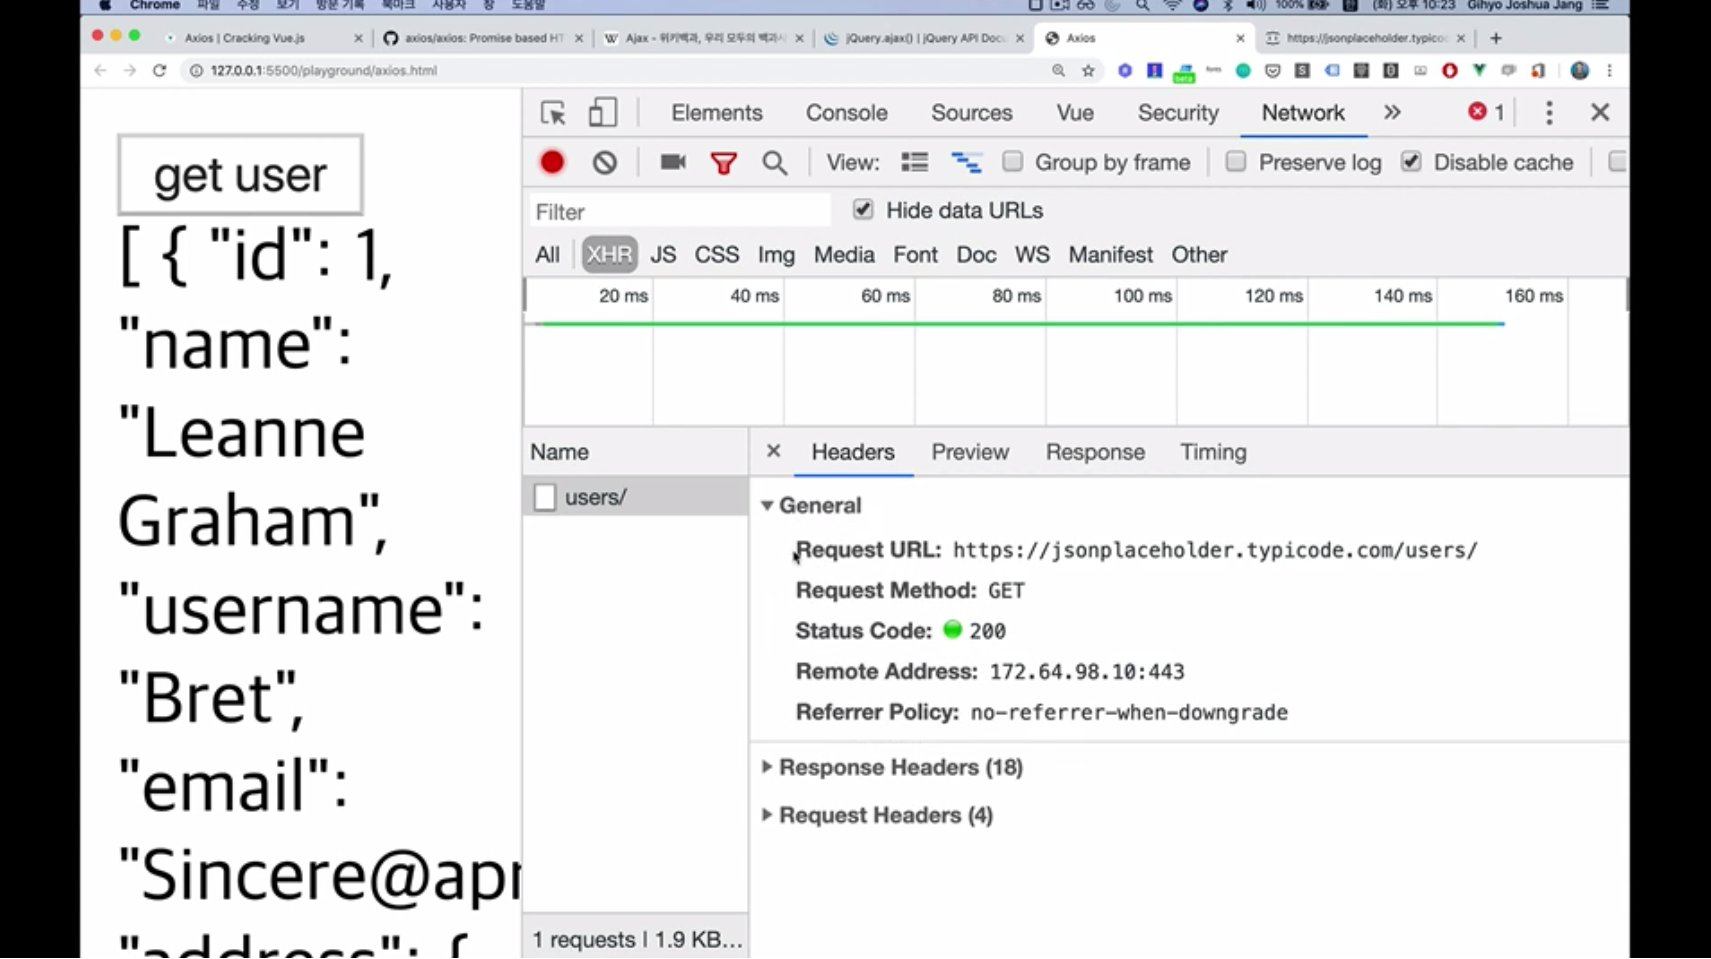 Chrome 파일 수정 보기 방문 기록 북마크 사용자 창 도움말 100% (화) 오후 10:23 Gihyo Joshua Jang
Axios | Cracking Vue.js axios/axios: Promise based HT Ajax - 위키백과, 우리 모두의 백과사 jQuery.ajax() | jQuery API Docu Axios https://jsonplaceholder.typico
127.0.0.1:5500/playground/axios.html
beta
Elements Console Sources Vue Security Network 1
View: Group by frame Preserve log Disable cache
Filter Hide data URLs
All XHR JS CSS Img Media Font Doc WS Manifest Other
20 ms 40 ms 60 ms 80 ms 100 ms 120 ms 140 ms 160 ms
get user
[ { "id": 1,
"name":
"Leanne
Graham",
"username":
"Bret",
"email":
"Sincere@apr
"address": {
Name
users/
1 requests | 1.9 KB...
Headers Preview Response Timing
General
Request URL: https://jsonplaceholder.typicode.com/users/
Request Method: GET
Status Code: 200
Remote Address: 172.64.98.10:443
Referrer Policy: no-referrer-when-downgrade
Response Headers (18)
Request Headers (4)